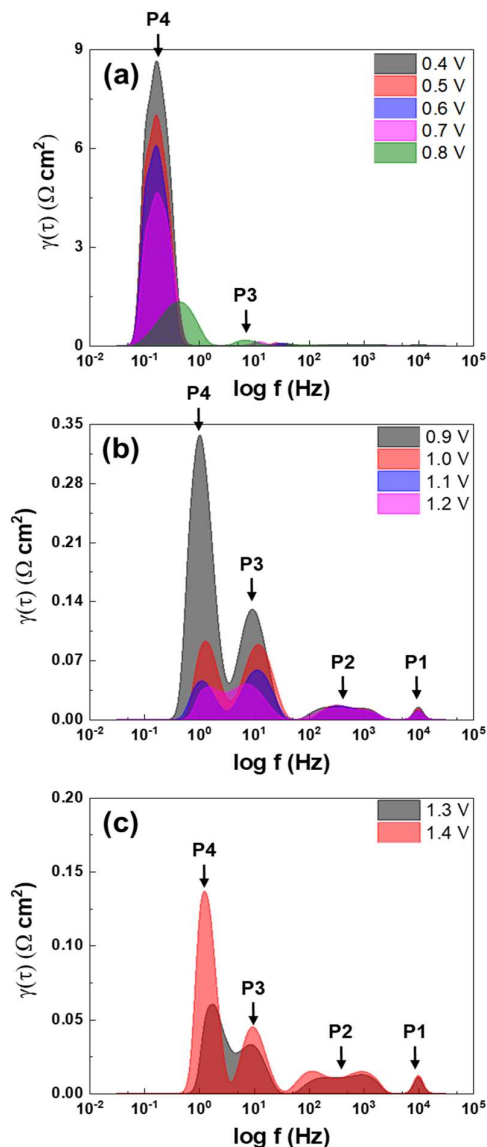 P4
(a)
0.4 V
0.5 V
0.6 V
0.7 V
0.8 V
9
6
3
0
γ(τ) (Ω cm²)
P3
10⁻² 10⁻¹ 10⁰ 10¹ 10² 10³ 10⁴ 10⁵
log f (Hz)
P4
(b)
0.9 V
1.0 V
1.1 V
1.2 V
0.35
0.28
0.21
0.14
0.07
0.00
γ(τ) (Ω cm²)
P3
P2
P1
10⁻² 10⁻¹ 10⁰ 10¹ 10² 10³ 10⁴ 10⁵
log f (Hz)
(c)
1.3 V
1.4 V
0.20
0.15
0.10
0.05
0.00
γ(τ) (Ω cm²)
P4
P3
P2
P1
10⁻² 10⁻¹ 10⁰ 10¹ 10² 10³ 10⁴ 10⁵
log f (Hz)